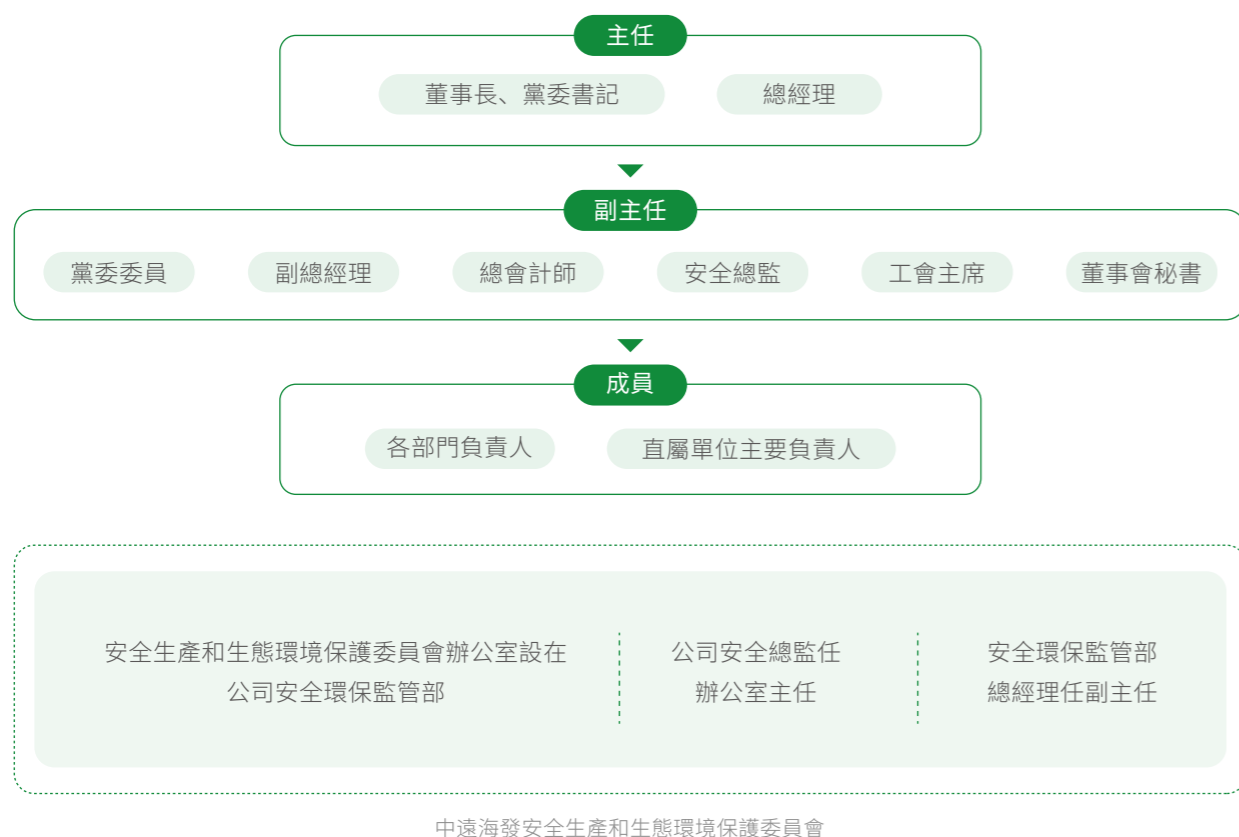 主任
董事長、黨委書記 總經理
副主任
黨委委員 副總經理 總會計師 安全總監 工會主席 董事會秘書
成員
各部門負責人 直屬單位主要負責人
安全生產和生態環境保護委員會辦公室設在
公司安全環保監管部
公司安全總監任
辦公室主任
安全環保監管部
總經理任副主任
中遠海發安全生產和生態環境保護委員會